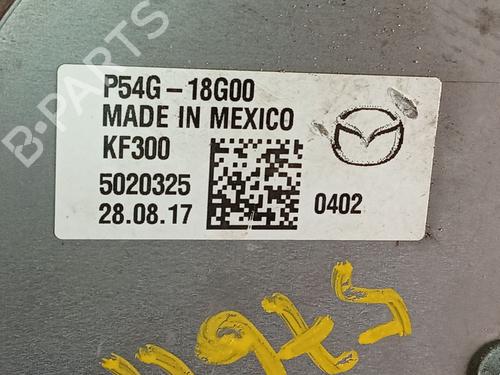 B-PARTS
P54G-18G00
MADE IN MEXICO
KF300
5020325
28.08.17
0402